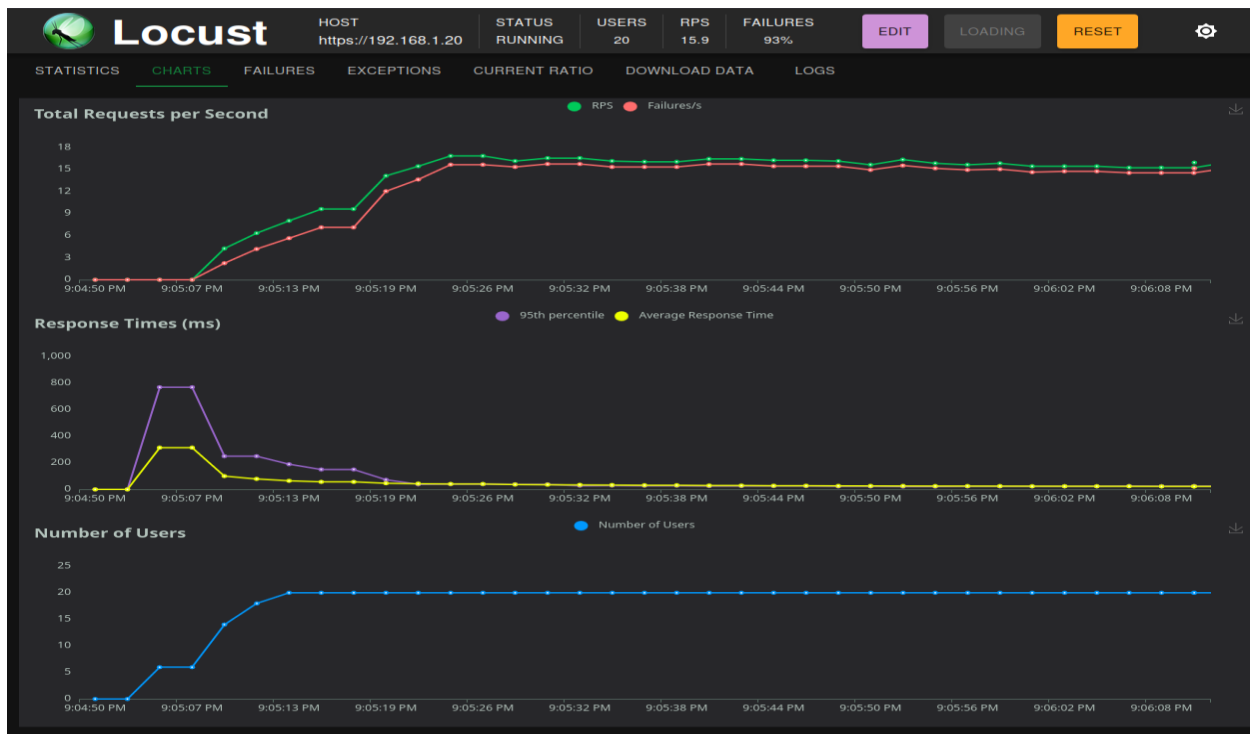 Locust
HOST STATUS USERS RPS FAILURES
https://192.168.1.20 RUNNING 20 15.9 93%
EDIT LOADING RESET
STATISTICS CHARTS FAILURES EXCEPTIONS CURRENT RATIO DOWNLOAD DATA LOGS
Total Requests per Second
RPS Failures/s
18
15
12
9
6
3
0
9:04:50 PM 9:05:07 PM 9:05:13 PM 9:05:19 PM 9:05:26 PM 9:05:32 PM 9:05:38 PM 9:05:44 PM 9:05:50 PM 9:05:56 PM 9:06:02 PM 9:06:08 PM
Response Times (ms)
95th percentile Average Response Time
1,000
800
600
400
200
0
9:04:50 PM 9:05:07 PM 9:05:13 PM 9:05:19 PM 9:05:26 PM 9:05:32 PM 9:05:38 PM 9:05:44 PM 9:05:50 PM 9:05:56 PM 9:06:02 PM 9:06:08 PM
Number of Users
Number of Users
25
20
15
10
5
0
9:04:50 PM 9:05:07 PM 9:05:13 PM 9:05:19 PM 9:05:26 PM 9:05:32 PM 9:05:38 PM 9:05:44 PM 9:05:50 PM 9:05:56 PM 9:06:02 PM 9:06:08 PM